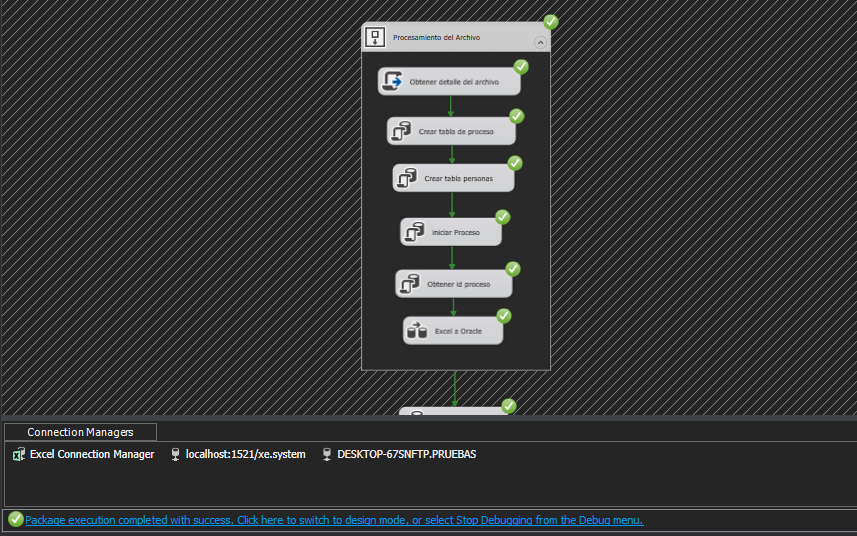 Procesamiento del Archivo
Obtener detalle del archivo
Crear tabla de proceso
Crear tabla personas
iniciar Proceso
Obtener id proceso
Excel a Oracle
Connection Managers
Excel Connection Manager localhost:1521/xe.system DESKTOP-67SNFTP.PRUEBAS
Package execution completed with success. Click here to switch to design mode, or select Stop Debugging from the Debug menu.